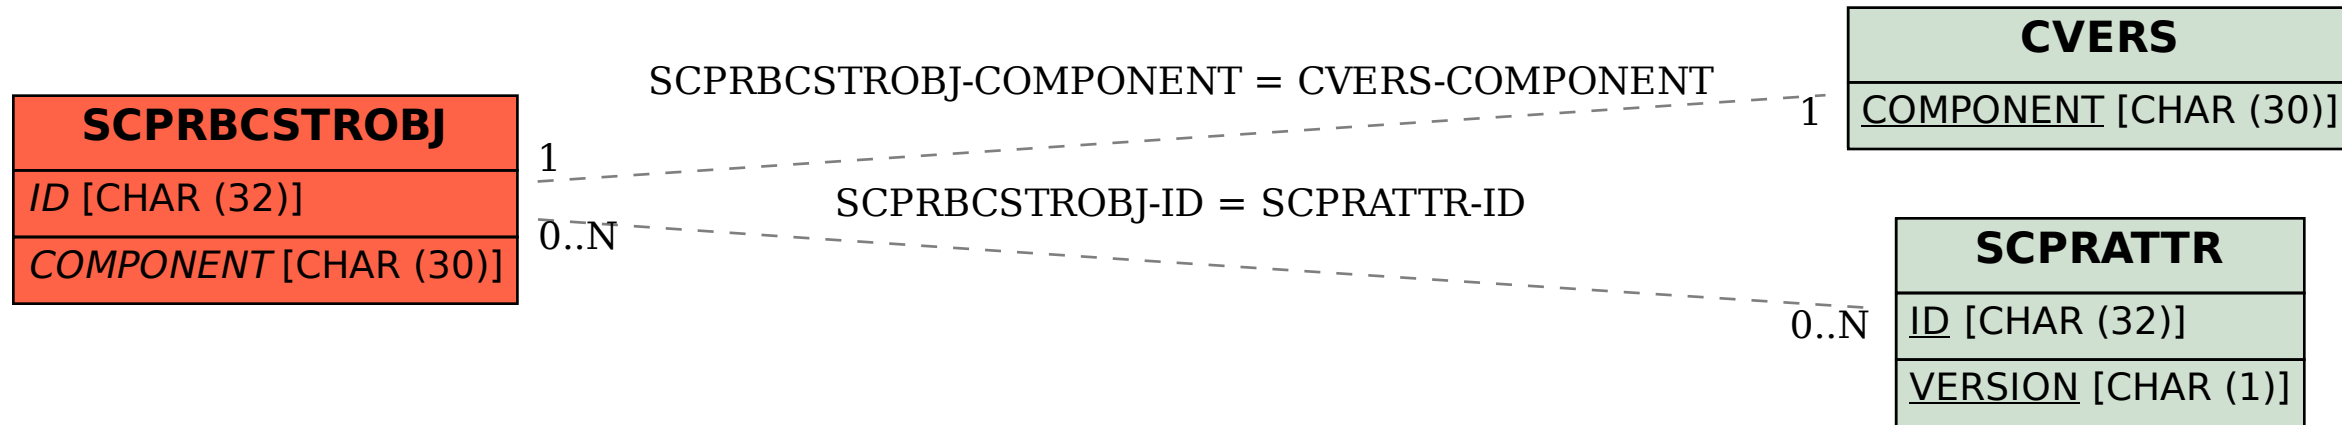 SCPRBCSTROBJ
ID [CHAR (32)]
COMPONENT [CHAR (30)]
SCPRBCSTROBJ-COMPONENT = CVERS-COMPONENT
1
1
SCPRBCSTROBJ-ID = SCPRATTR-ID
0..N
0..N
CVERS
COMPONENT [CHAR (30)]
SCPRATTR
ID [CHAR (32)]
VERSION [CHAR (1)]